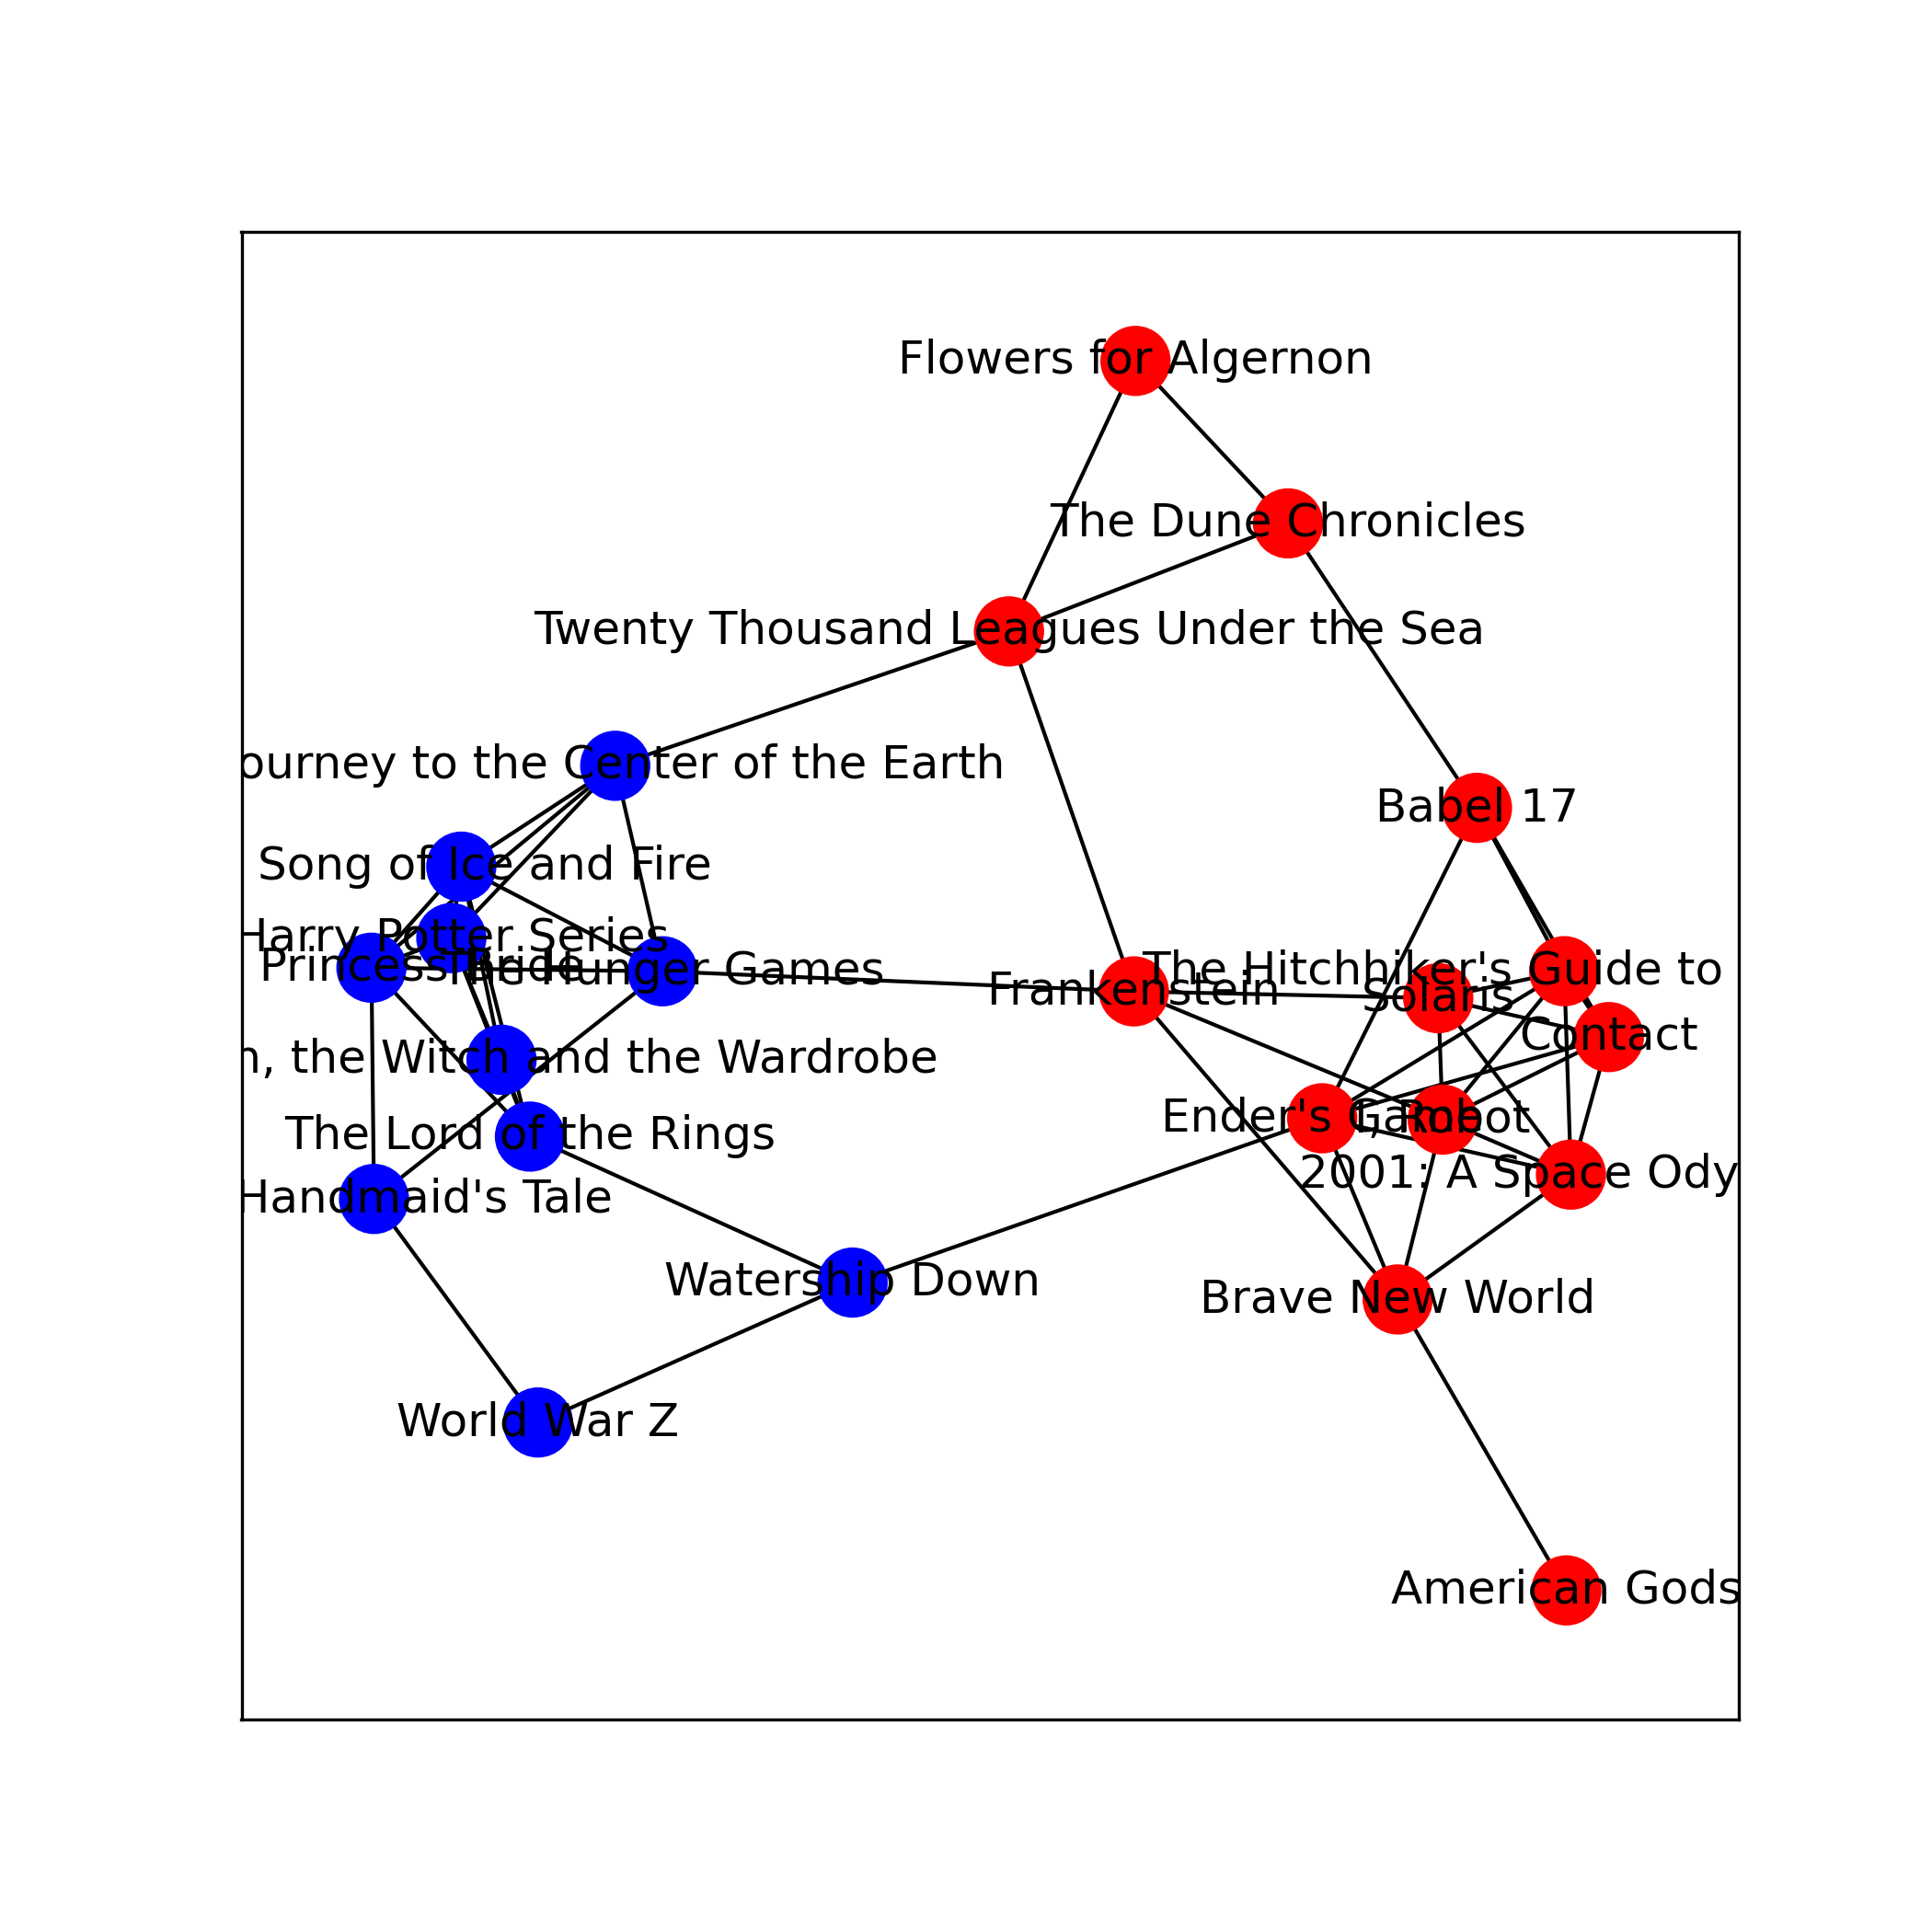 Flowers for Algernon
The Dune Chronicles
Twenty Thousand Leagues Under the Sea
ourney to the Center of the Earth
Babel 17
Song of Ice and Fire
Harry Potter Series
Princess Bride
The Hunger Games
The Hitchhiker's Guide to
Frankenstein
Solaris
Contact
n, the Witch and the Wardrobe
Ender's Game
I, Robot
The Lord of the Rings
2001: A Space Ody
Handmaid's Tale
Watership Down
Brave New World
World War Z
American Gods